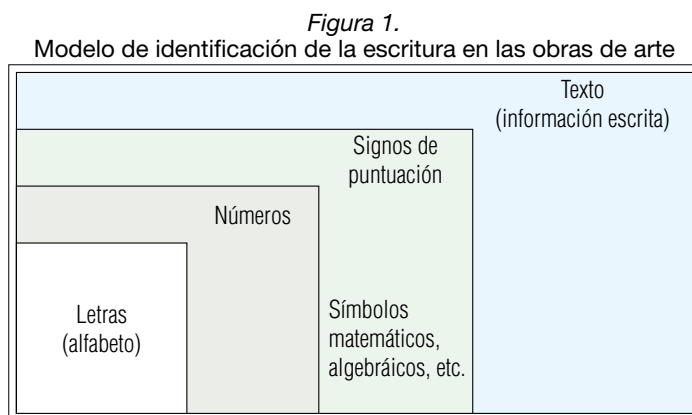 Figura 1.
Modelo de identificación de la escritura en las obras de arte
Texto
(información escrita)
Signos de
puntuación
Números
Letras
(alfabeto)
Símbolos
matemáticos,
algebráicos, etc.